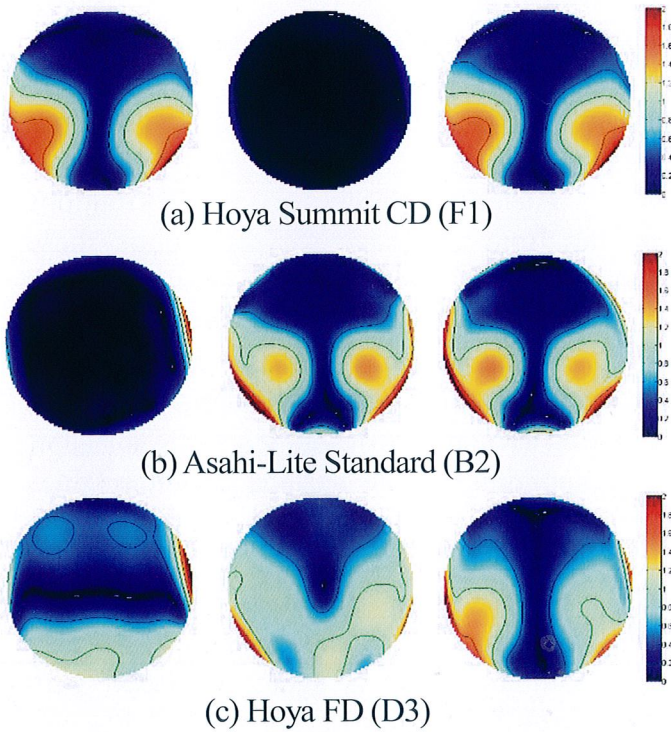 (a) Hoya Summit CD (F1)
(b) Asahi-Lite Standard (B2)
(c) Hoya FD (D3)